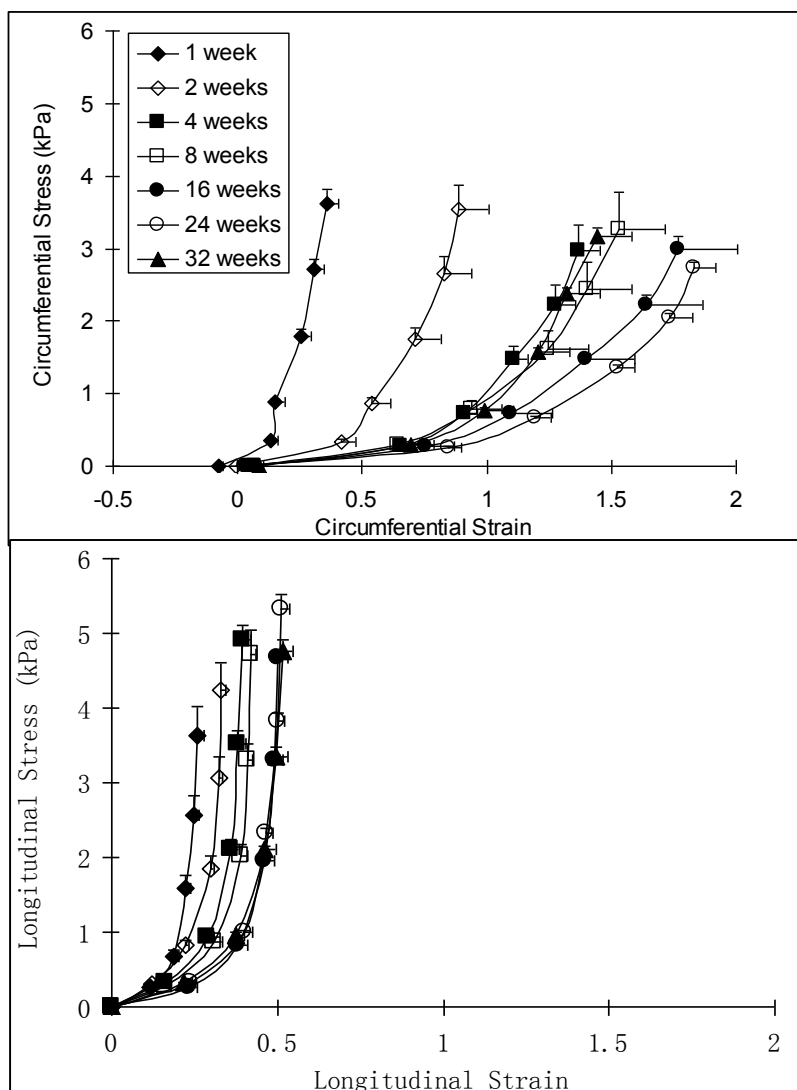 6
5
4
3
2
1
0
Circumferential Stress (kPa)
1 week
2 weeks
4 weeks
8 weeks
16 weeks
24 weeks
32 weeks
-0.5 0 0.5 1 1.5 2
Circumferential Strain
6
5
4
3
2
1
0
Longitudinal Stress (kPa)
0 0.5 1 1.5 2
Longitudinal Strain